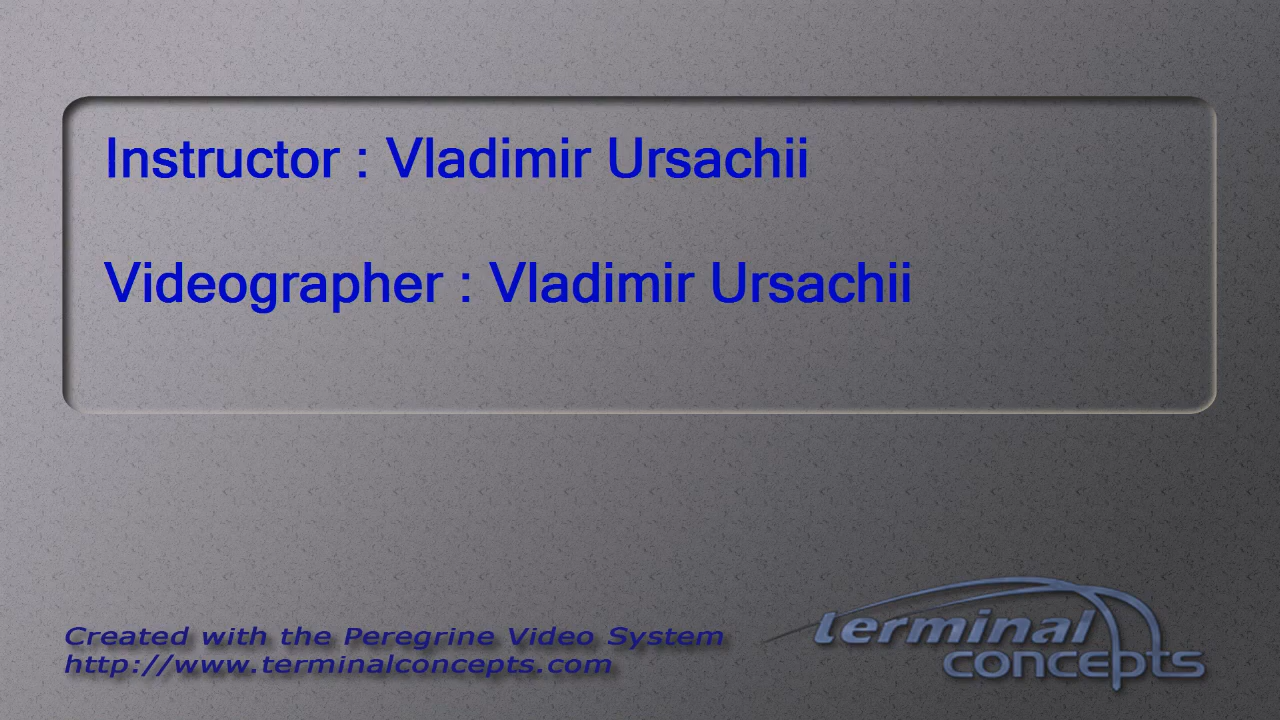 Instructor : Vladimir Ursachii
Videographer : Vladimir Ursachii
Created with the Peregrine Video System
http://www.terminalconcepts.com
terminal
concepts